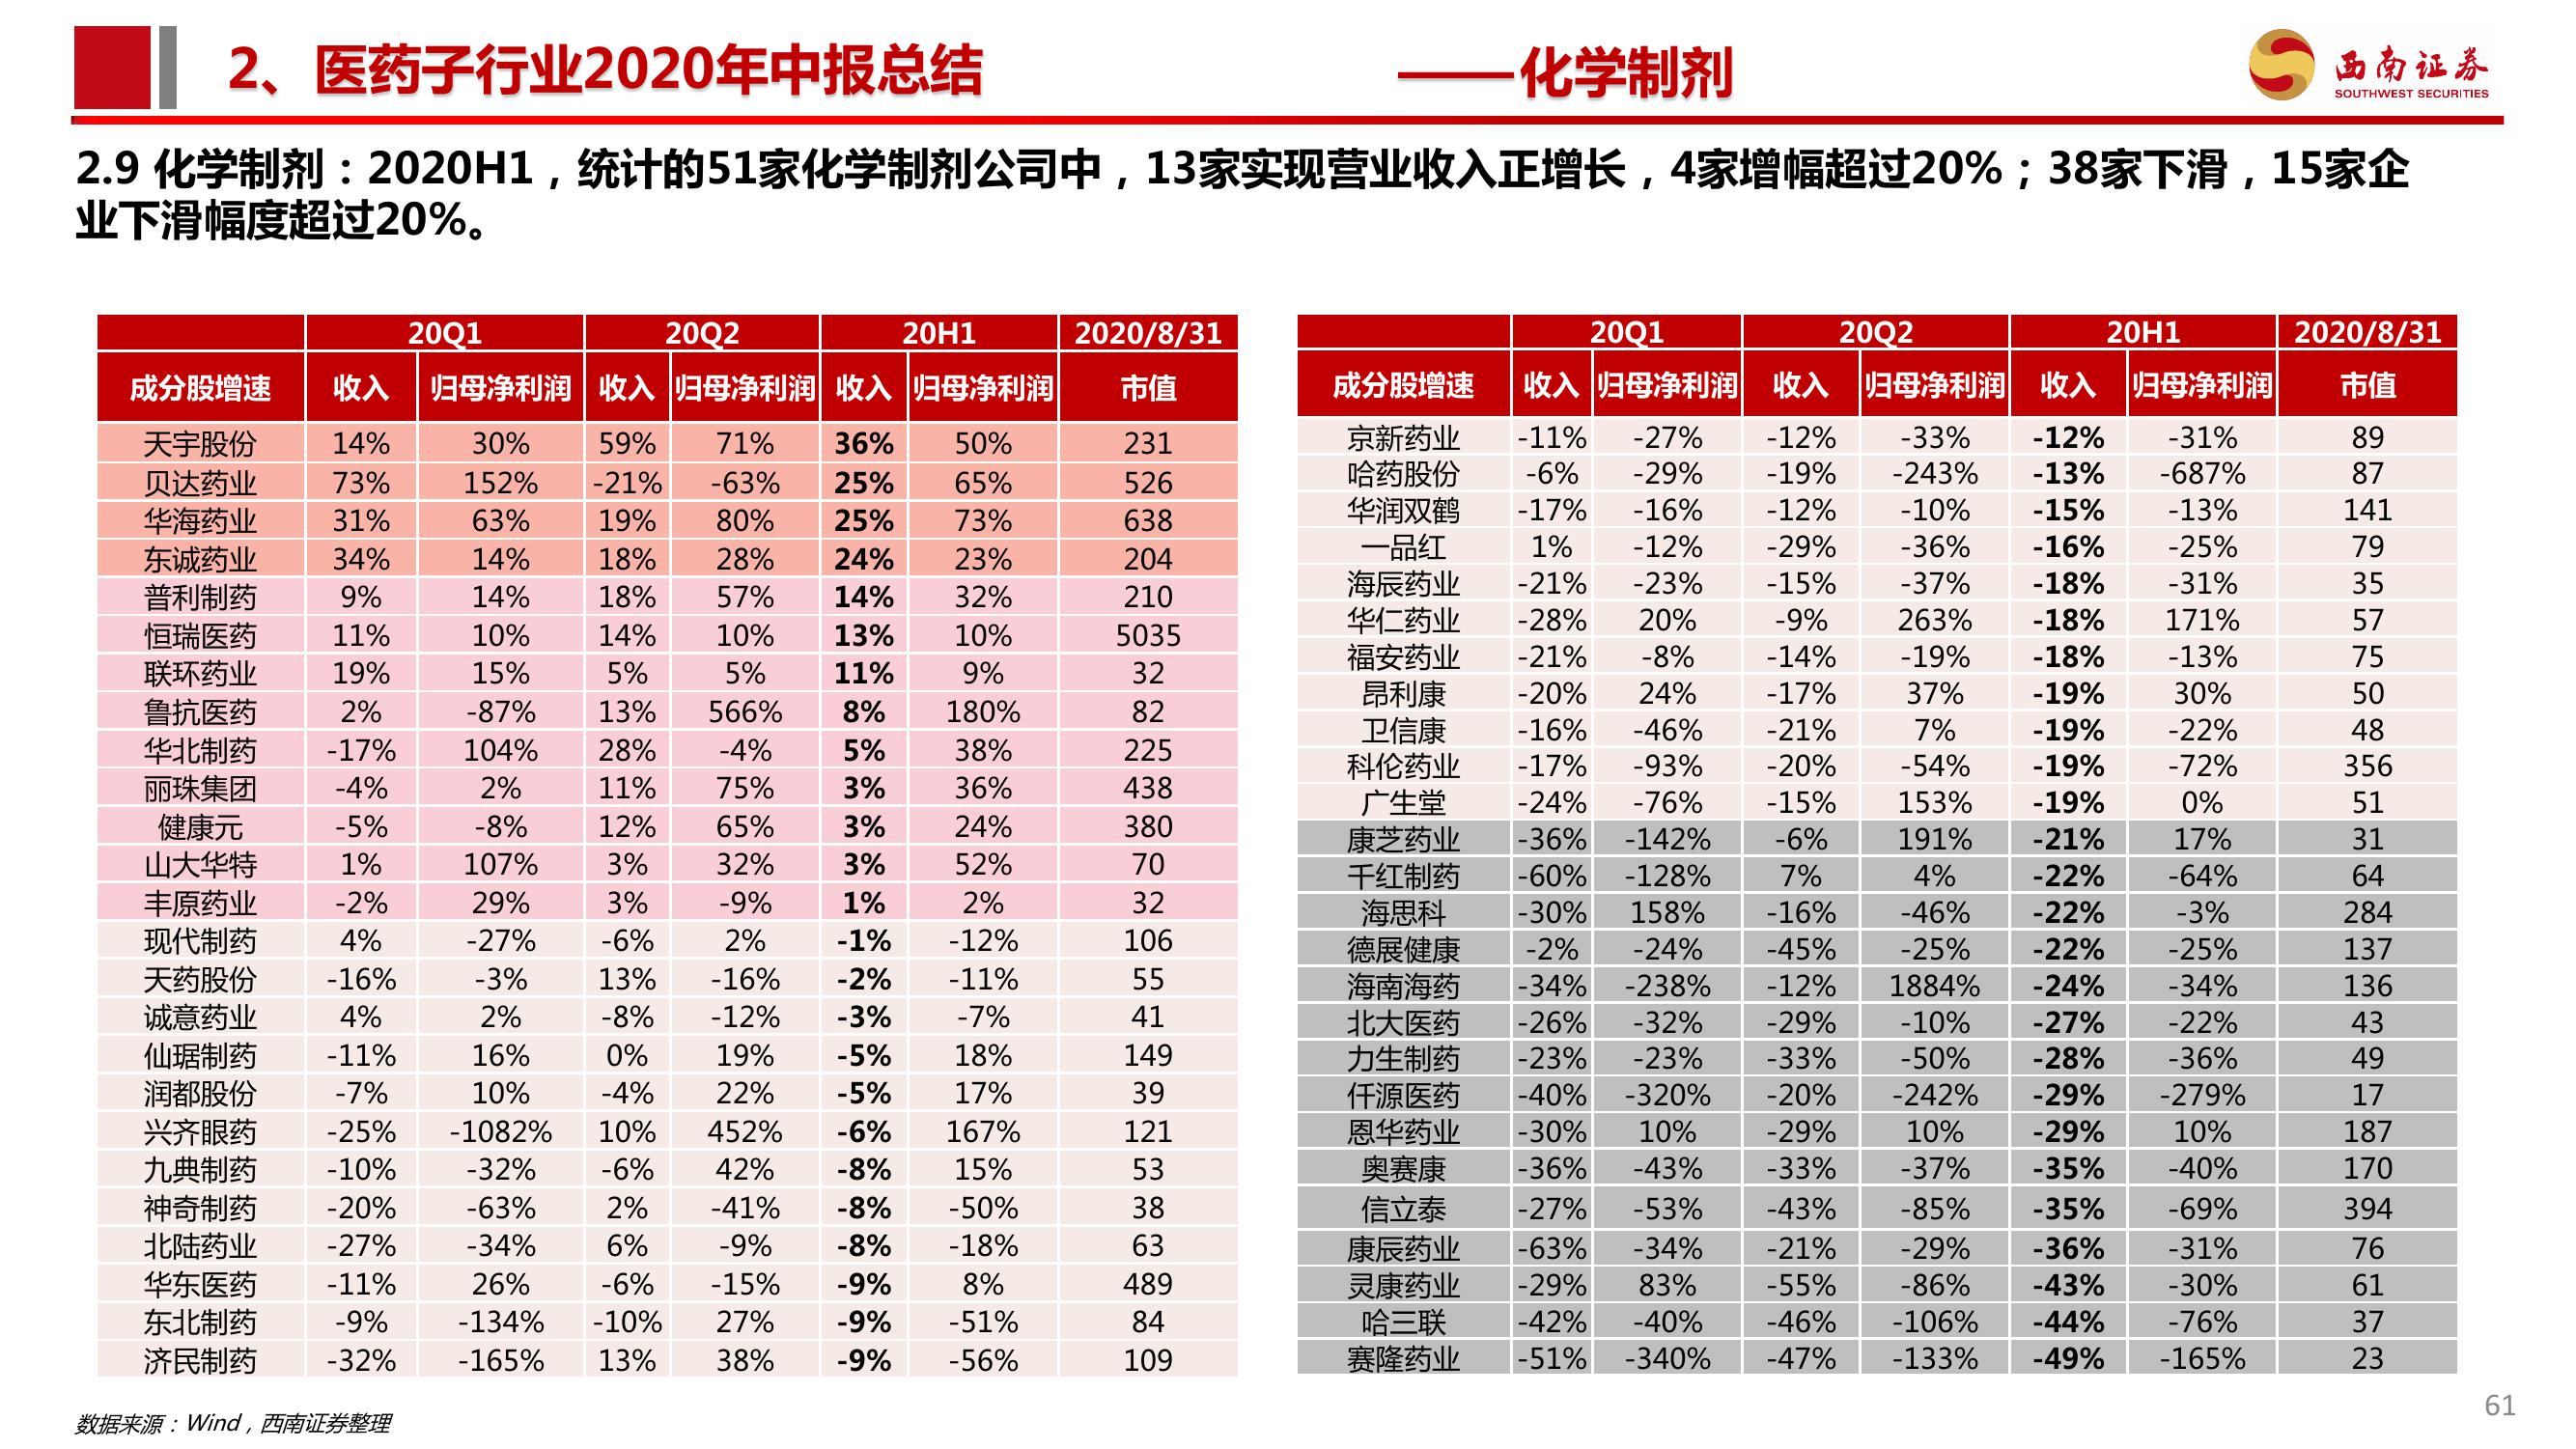 2、医药子行业2020年中报总结 ——化学制剂
西南证券
SOUTHWEST SECURITIES
2.9 化学制剂：2020H1，统计的51家化学制剂公司中，13家实现营业收入正增长，4家增幅超过20%；38家下滑，15家企
业下滑幅度超过20%。
20Q1 20Q2 20H1 2020/8/31
成分股增速 收入 归母净利润 收入 归母净利润 收入 归母净利润 市值
天宇股份 14% 30% 59% 71% 36% 50% 231
贝达药业 73% 152% -21% -63% 25% 65% 526
华海药业 31% 63% 19% 80% 25% 73% 638
东诚药业 34% 14% 18% 28% 24% 23% 204
普利制药 9% 14% 18% 57% 14% 32% 210
恒瑞医药 11% 10% 14% 10% 13% 10% 5035
联环药业 19% 15% 5% 5% 11% 9% 32
鲁抗医药 2% -87% 13% 566% 8% 180% 82
华北制药 -17% 104% 28% -4% 5% 38% 225
丽珠集团 -4% 2% 11% 75% 3% 36% 438
健康元 -5% -8% 12% 65% 3% 24% 380
山大华特 1% 107% 3% 32% 3% 52% 70
丰原药业 -2% 29% 3% -9% 1% 2% 32
现代制药 4% -27% -6% 2% -1% -12% 106
天药股份 -16% -3% 13% -16% -2% -11% 55
诚意药业 4% 2% -8% -12% -3% -7% 41
仙琚制药 -11% 16% 0% 19% -5% 18% 149
润都股份 -7% 10% -4% 22% -5% 17% 39
兴齐眼药 -25% -1082% 10% 452% -6% 167% 121
九典制药 -10% -32% -6% 42% -8% 15% 53
神奇制药 -20% -63% 2% -41% -8% -50% 38
北陆药业 -27% -34% 6% -9% -8% -18% 63
华东医药 -11% 26% -6% -15% -9% 8% 489
东北制药 -9% -134% -10% 27% -9% -51% 84
济民制药 -32% -165% 13% 38% -9% -56% 109
20Q1 20Q2 20H1 2020/8/31
成分股增速 收入 归母净利润 收入 归母净利润 收入 归母净利润 市值
京新药业 -11% -27% -12% -33% -12% -31% 89
哈药股份 -6% -29% -19% -243% -13% -687% 87
华润双鹤 -17% -16% -12% -10% -15% -13% 141
一品红 1% -12% -29% -36% -16% -25% 79
海辰药业 -21% -23% -15% -37% -18% -31% 35
华仁药业 -28% 20% -9% 263% -18% 171% 57
福安药业 -21% -8% -14% -19% -18% -13% 75
昂利康 -20% 24% -17% 37% -19% 30% 50
卫信康 -16% -46% -21% 7% -19% -22% 48
科伦药业 -17% -93% -20% -54% -19% -72% 356
广生堂 -24% -76% -15% 153% -19% 0% 51
康芝药业 -36% -142% -6% 191% -21% 17% 31
千红制药 -60% -128% 7% 4% -22% -64% 64
海思科 -30% 158% -16% -46% -22% -3% 284
德展健康 -2% -24% -45% -25% -22% -25% 137
海南海药 -34% -238% -12% 1884% -24% -34% 136
北大医药 -26% -32% -29% -10% -27% -22% 43
力生制药 -23% -23% -33% -50% -28% -36% 49
仟源医药 -40% -320% -20% -242% -29% -279% 17
恩华药业 -30% 10% -29% 10% -29% 10% 187
奥赛康 -36% -43% -33% -37% -35% -40% 170
信立泰 -27% -53% -43% -85% -35% -69% 394
康辰药业 -63% -34% -21% -29% -36% -31% 76
灵康药业 -29% 83% -55% -86% -43% -30% 61
哈三联 -42% -40% -46% -106% -44% -76% 37
赛隆药业 -51% -340% -47% -133% -49% -165% 23
数据来源：Wind，西南证券整理
61